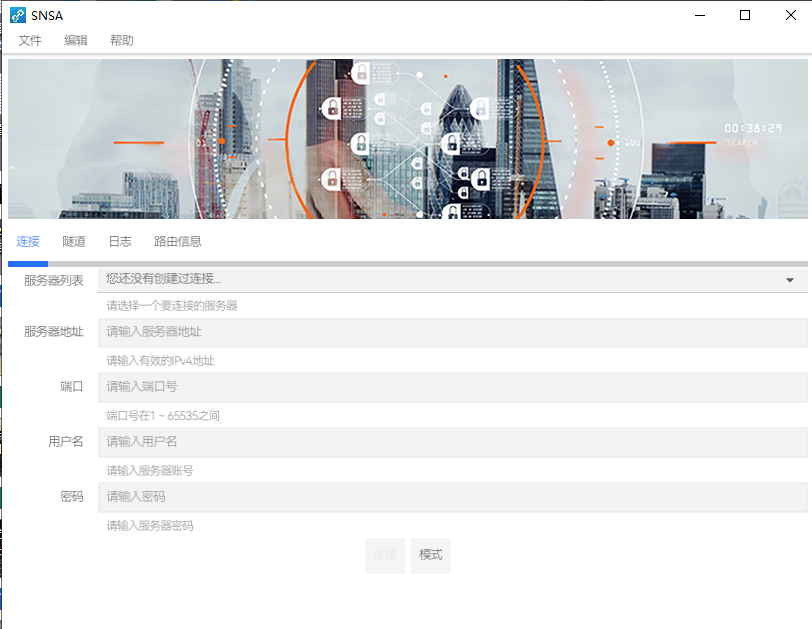 SNSA
文件 编辑 帮助
00:38:29
SEARCH
100
连接 隧道 日志 路由信息
服务器列表 您还没有创建过连接...
请选择一个要连接的服务器
服务器地址 请输入服务器地址
请输入有效的IPv4地址
端口 请输入端口号
端口号在1 ~ 65535之间
用户名 请输入用户名
请输入服务器账号
密码 请输入密码
请输入服务器密码
连接 模式